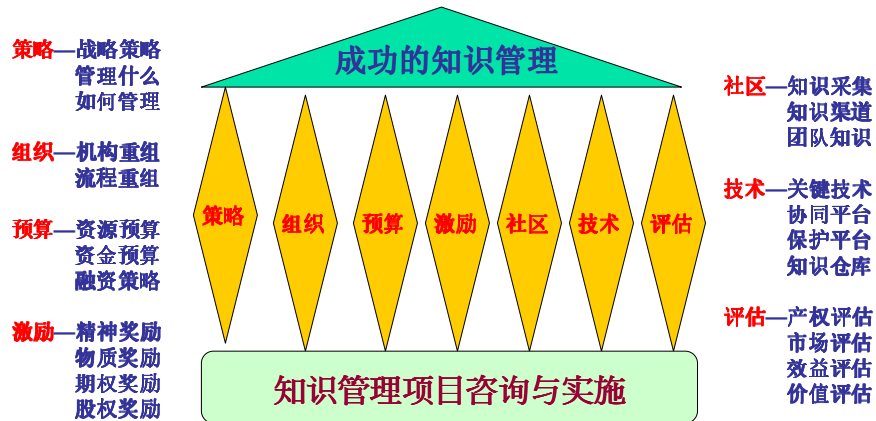 成功的知识管理
策略—战略策略
管理什么
如何管理
组织—机构重组
流程重组
预算—资源预算
资金预算
融资策略
激励—精神奖励
物质奖励
期权奖励
股权奖励
策略
组织
预算
激励
社区
技术
评估
社区—知识采集
知识渠道
团队知识
技术—关键技术
协同平台
保护平台
知识仓库
评估—产权评估
市场评估
效益评估
价值评估
知识管理项目咨询与实施